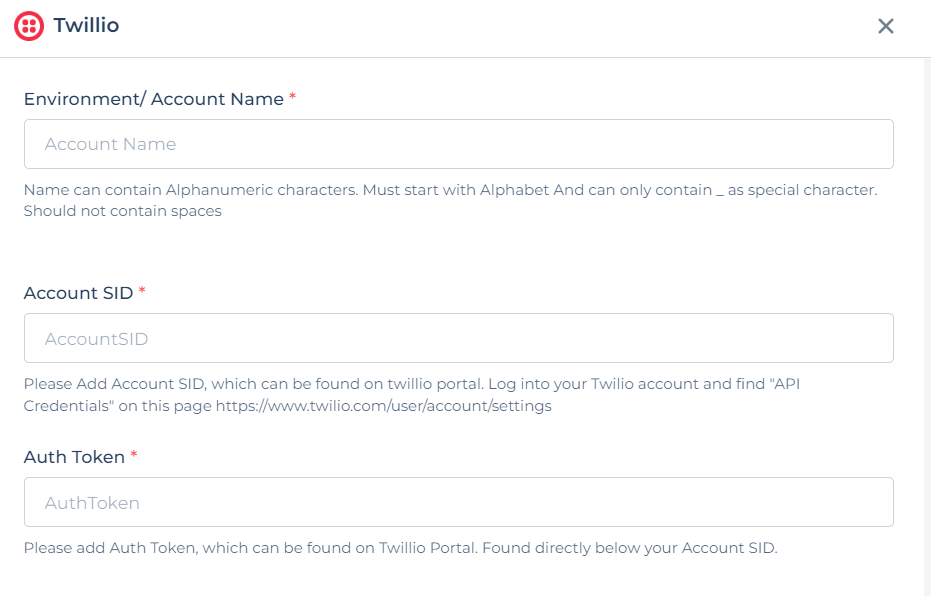 Twillio
Environment/ Account Name *
Account Name
Name can contain Alphanumeric characters. Must start with Alphabet And can only contain _ as special character.
Should not contain spaces
Account SID *
AccountSID
Please Add Account SID, which can be found on twillio portal. Log into your Twilio account and find "API
Credentials" on this page https://www.twilio.com/user/account/settings
Auth Token *
AuthToken
Please add Auth Token, which can be found on Twillio Portal. Found directly below your Account SID.